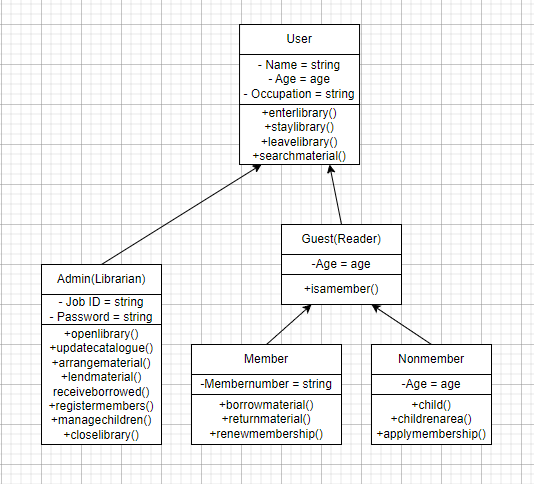 User
- Name = string
- Age = age
- Occupation = string
+enterlibrary()
+staylibrary()
+leavelibrary()
+searchmaterial()
Guest(Reader)
-Age = age
+isamember()
Admin(Librarian)
- Job ID = string
- Password = string
+openlibrary()
+updatecatalogue()
+arrangematerial()
+lendmaterial()
receiveborrowed()
+registermembers()
+managechildren()
+closelibrary()
Member
-Membernumber = string
+borrowmaterial()
+returnmaterial()
+renewmembership()
Nonmember
-Age = age
+child()
+childrenarea()
+applymembership()